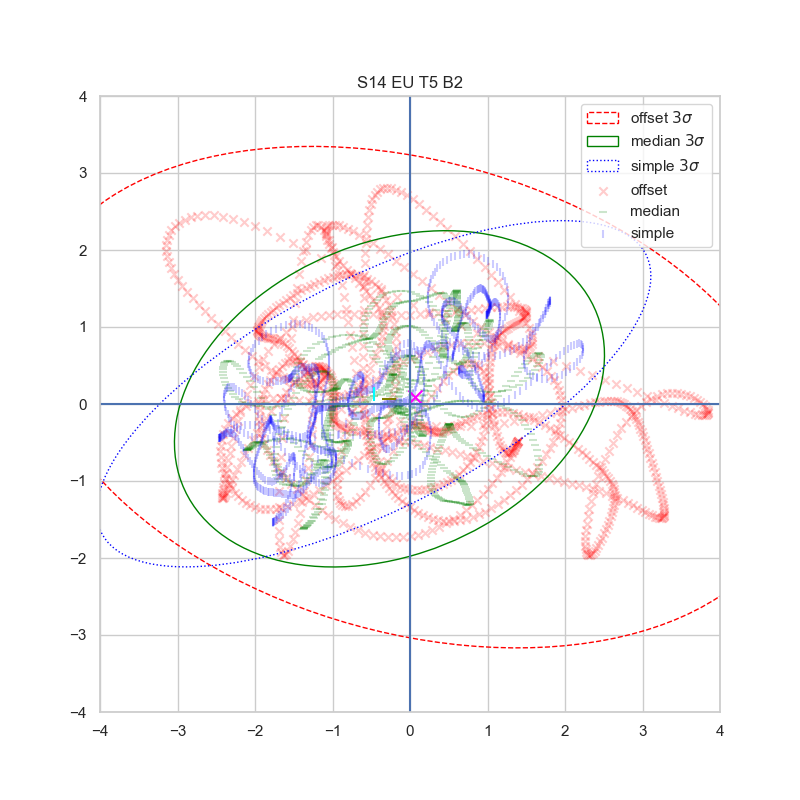 S14 EU T5 B2
offset 3σ
median 3σ
simple 3σ
offset
median
simple
4
3
2
1
0
−1
−2
−3
−4
−4 −3 −2 −1 0 1 2 3 4